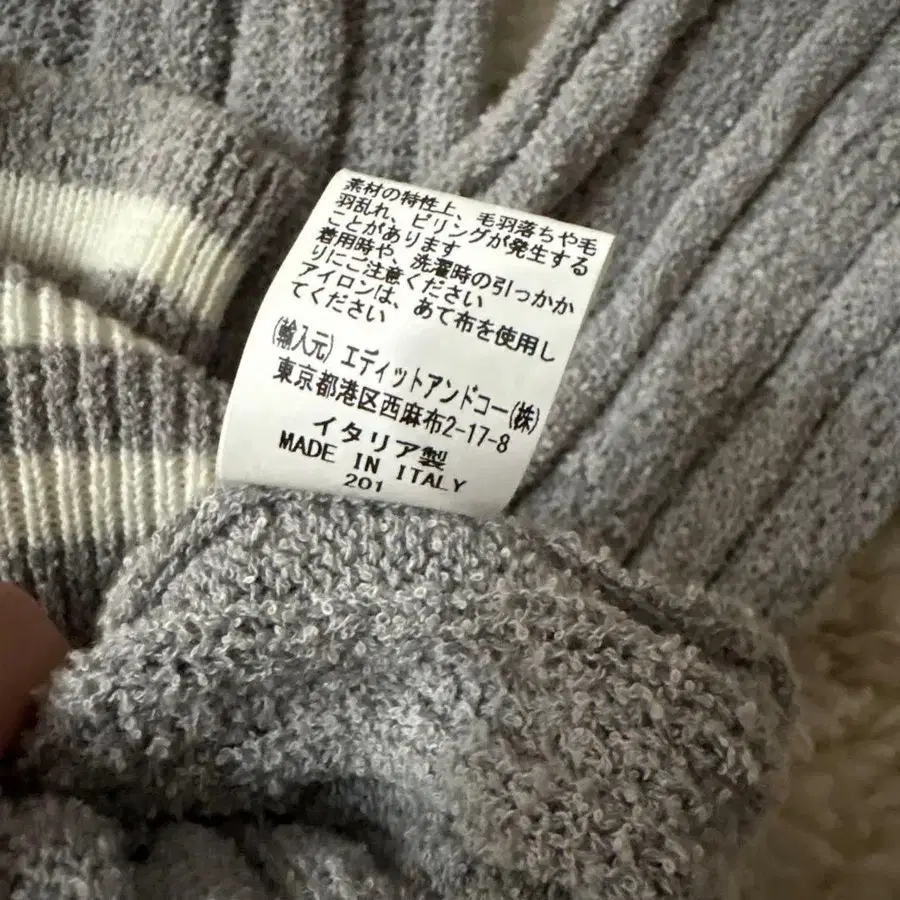 素材の特性上、毛羽落ちや毛
羽乱れ、ピリングが発生する
ことがあります
着用時や、洗濯時の引っかか
りにご注意ください
アイロンは、あて布を使用し
てください
(輸入元) エディットアンドコー(株)
東京都港区西麻布2-17-8
イタリア製
MADE IN ITALY
201